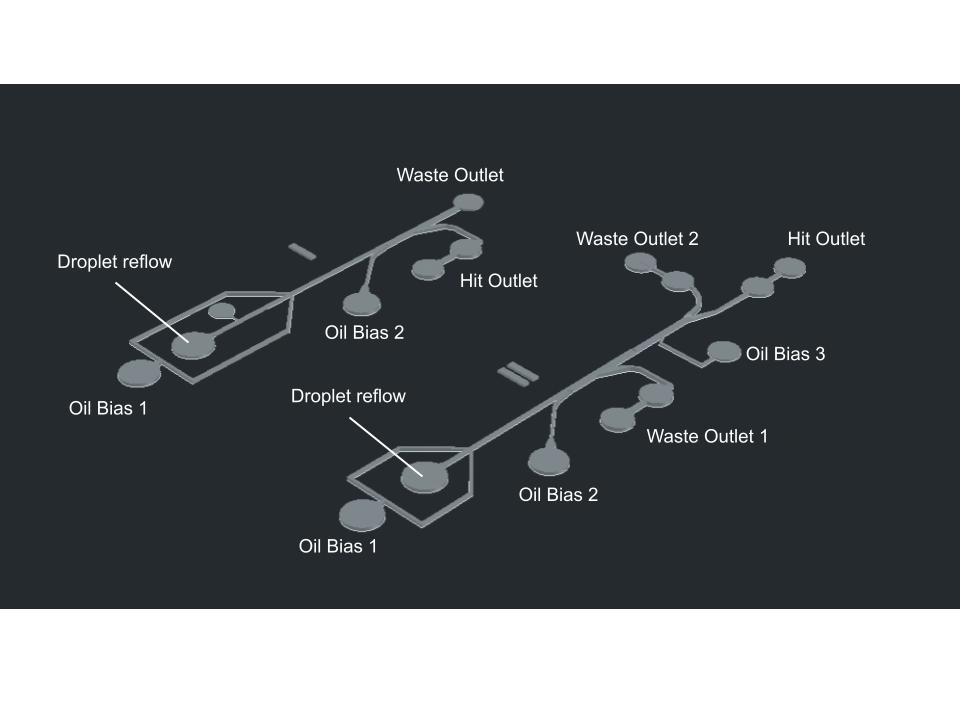 Waste Outlet
Waste Outlet 2
Hit Outlet
Droplet reflow
Hit Outlet
Oil Bias 2
Oil Bias 3
Droplet reflow
Oil Bias 1
Waste Outlet 1
Oil Bias 2
Oil Bias 1